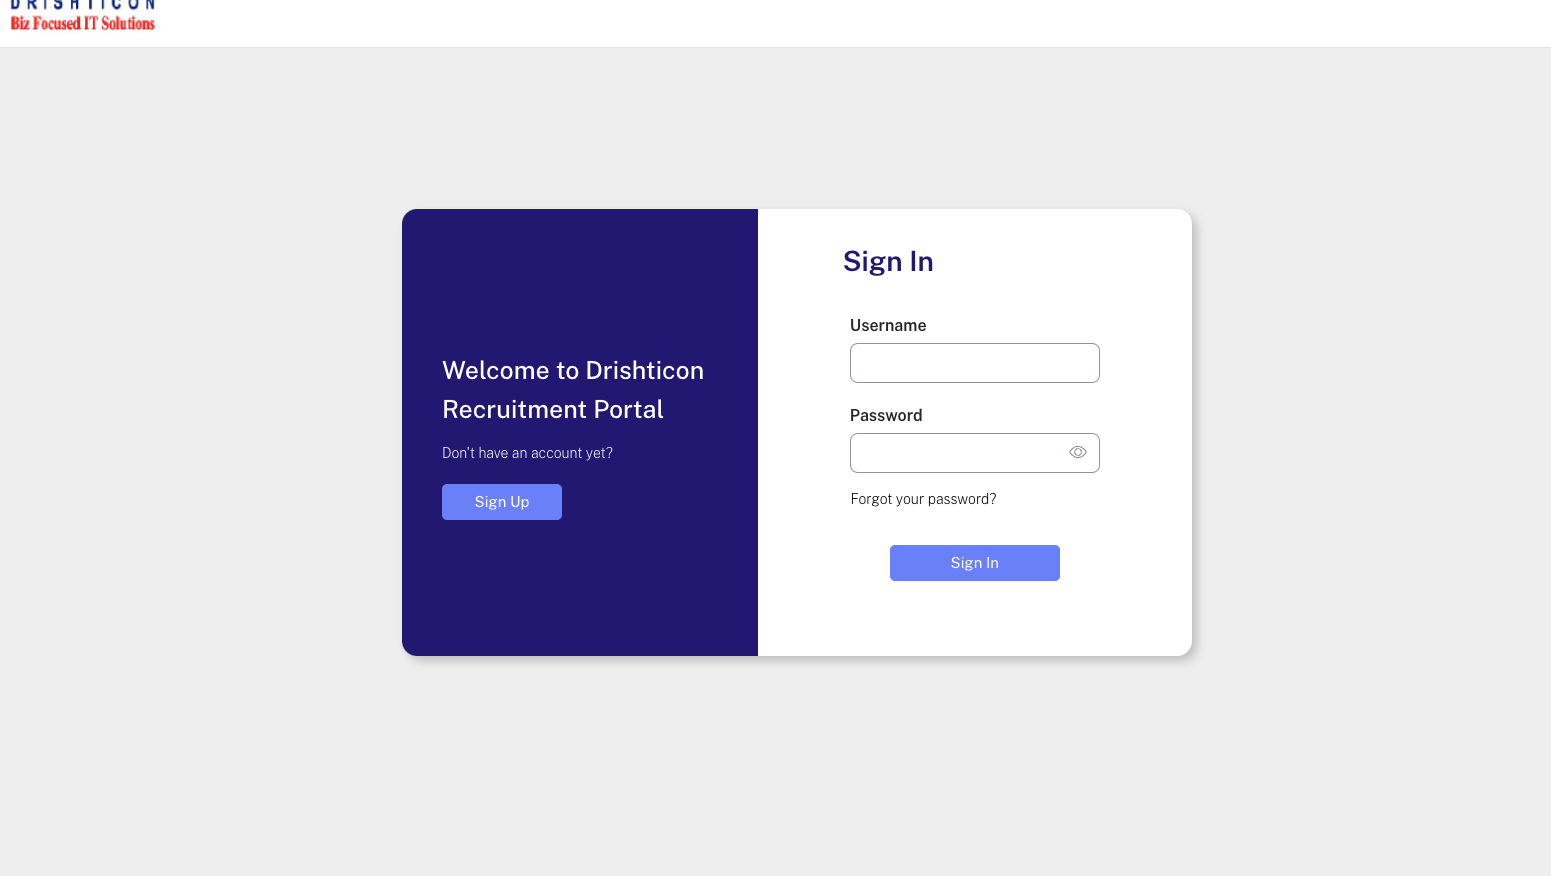 DRISHTICON
Biz Focused IT Solutions
Welcome to Drishticon
Recruitment Portal
Don't have an account yet?
Sign Up
Sign In
Username
Password
Forgot your password?
Sign In